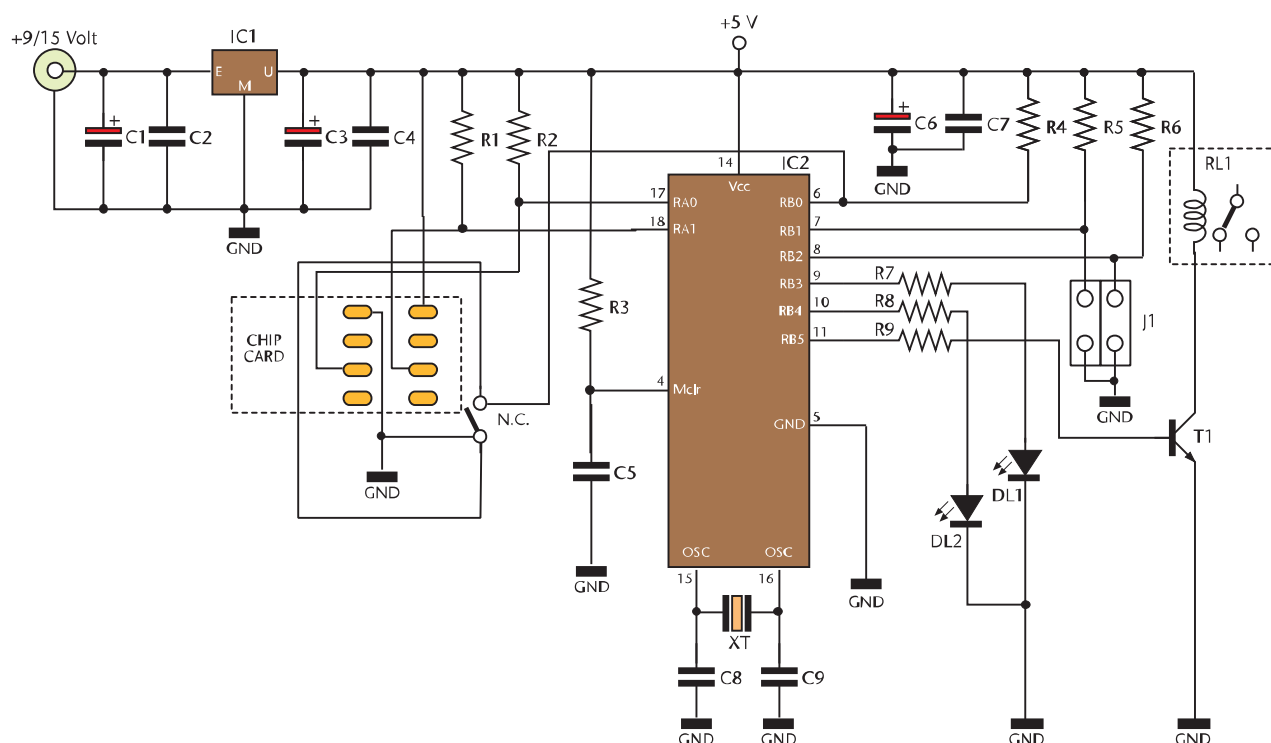 +5 V
+9/15 Volt
IC1
E
U
M
+
C1
C2
+
C3
C4
R1
R2
+
C6
C7
R4
R5
R6
GND
GND
RL1
14
IC2
Vcc
17
RA0
RB0
6
18
RA1
RB1
7
RB2
8
RB3
9
R7
RB4
10
R8
RB5
11
R9
R3
CHIP
CARD
J1
4
Mclr
N.C.
GND
GND
5
GND
T1
C5
DL1
DL2
OSC
OSC
15
16
GND
GND
XT
C8
C9
GND
GND
GND
GND